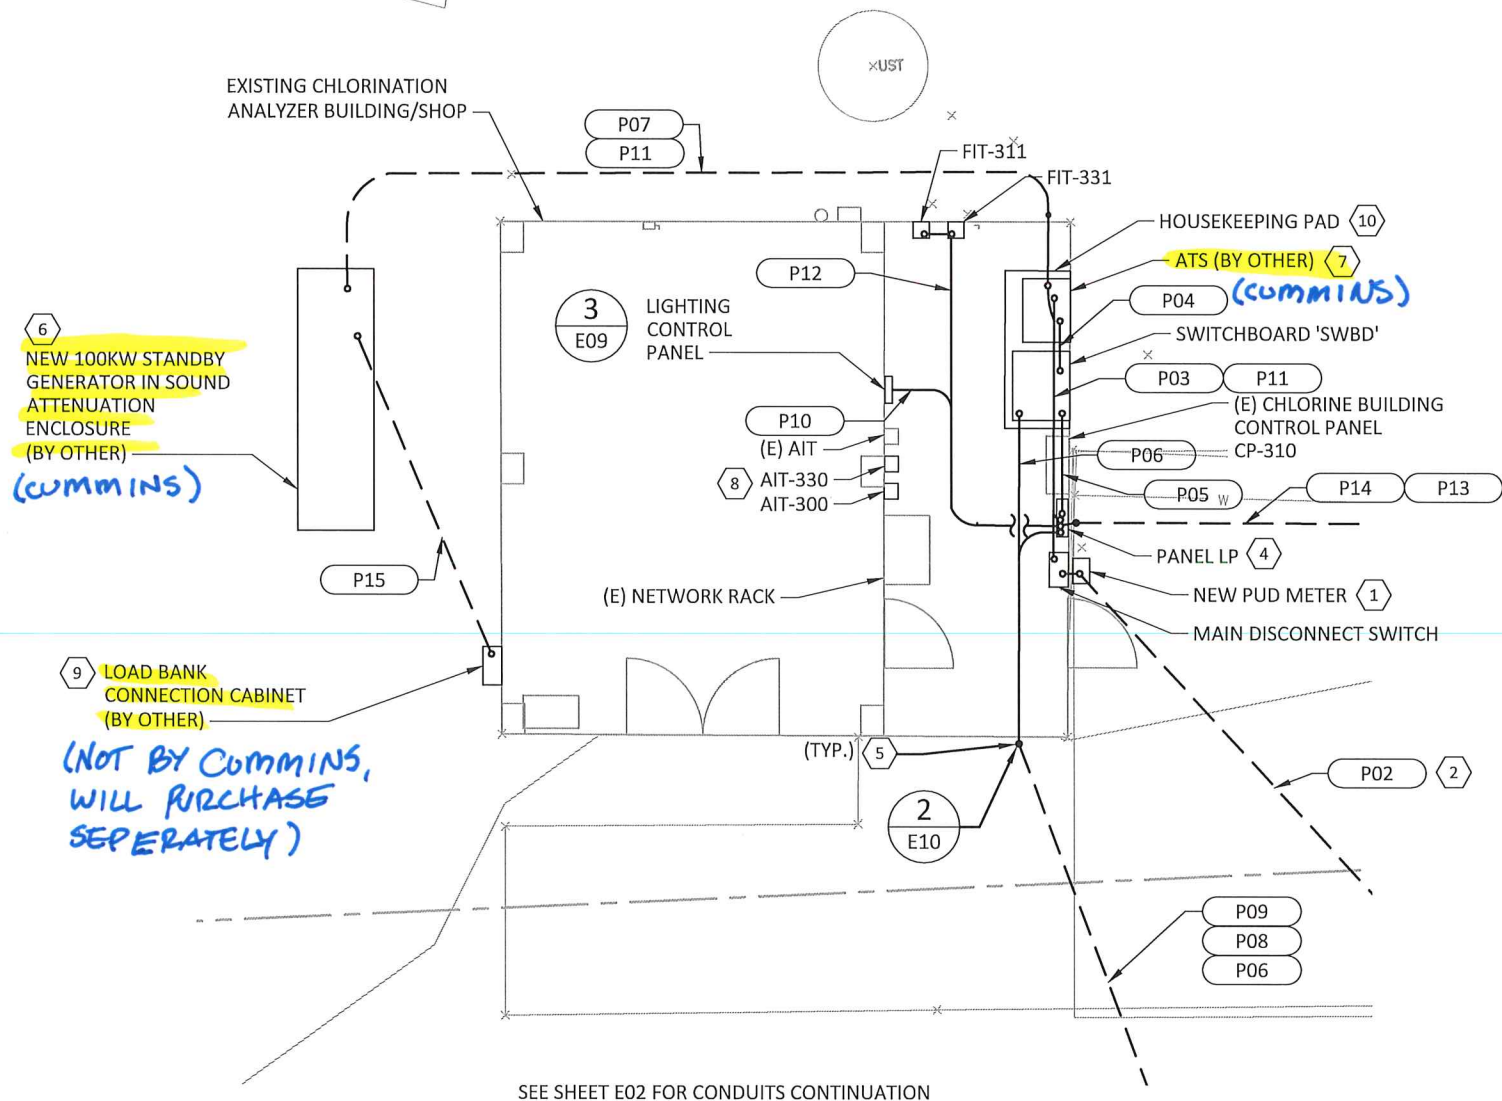 ×UST
EXISTING CHLORINATION
ANALYZER BUILDING/SHOP
P07
P11
FIT-311
FIT-331
HOUSEKEEPING PAD 10
ATS (BY OTHER) 7
(CUMMINS)
P12
P04
3
E09
LIGHTING
CONTROL
PANEL
SWITCHBOARD 'SWBD'
6
NEW 100KW STANDBY
GENERATOR IN SOUND
ATTENUATION
ENCLOSURE
(BY OTHER)
(CUMMINS)
P03 P11
(E) CHLORINE BUILDING
CONTROL PANEL
CP-310
P10
(E) AIT
8 AIT-330
AIT-300
P06
P05 W
P14 P13
PANEL LP 4
P15
(E) NETWORK RACK
NEW PUD METER 1
MAIN DISCONNECT SWITCH
9 LOAD BANK
CONNECTION CABINET
(BY OTHER)
(NOT BY CUMMINS,
WILL PURCHASE
SEPERATELY)
(TYP.) 5
P02 2
2
E10
P09
P08
P06
SEE SHEET E02 FOR CONDUITS CONTINUATION